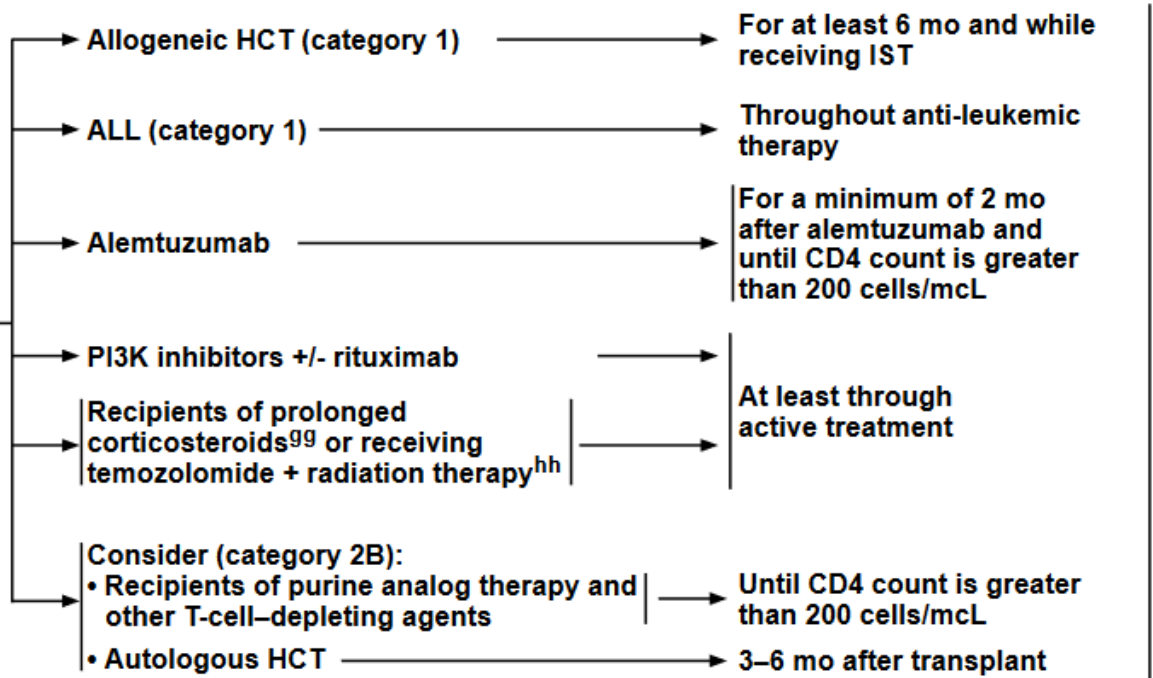 Allogeneic HCT (category 1)
For at least 6 mo and while
receiving IST
ALL (category 1)
Throughout anti-leukemic
therapy
Alemtuzumab
For a minimum of 2 mo
after alemtuzumab and
until CD4 count is greater
than 200 cells/mcL
PI3K inhibitors +/- rituximab
Recipients of prolonged
corticosteroidsgg or receiving
temozolomide + radiation therapyhh
At least through
active treatment
Consider (category 2B):
• Recipients of purine analog therapy and
other T-cell–depleting agents
Until CD4 count is greater
than 200 cells/mcL
• Autologous HCT
3–6 mo after transplant